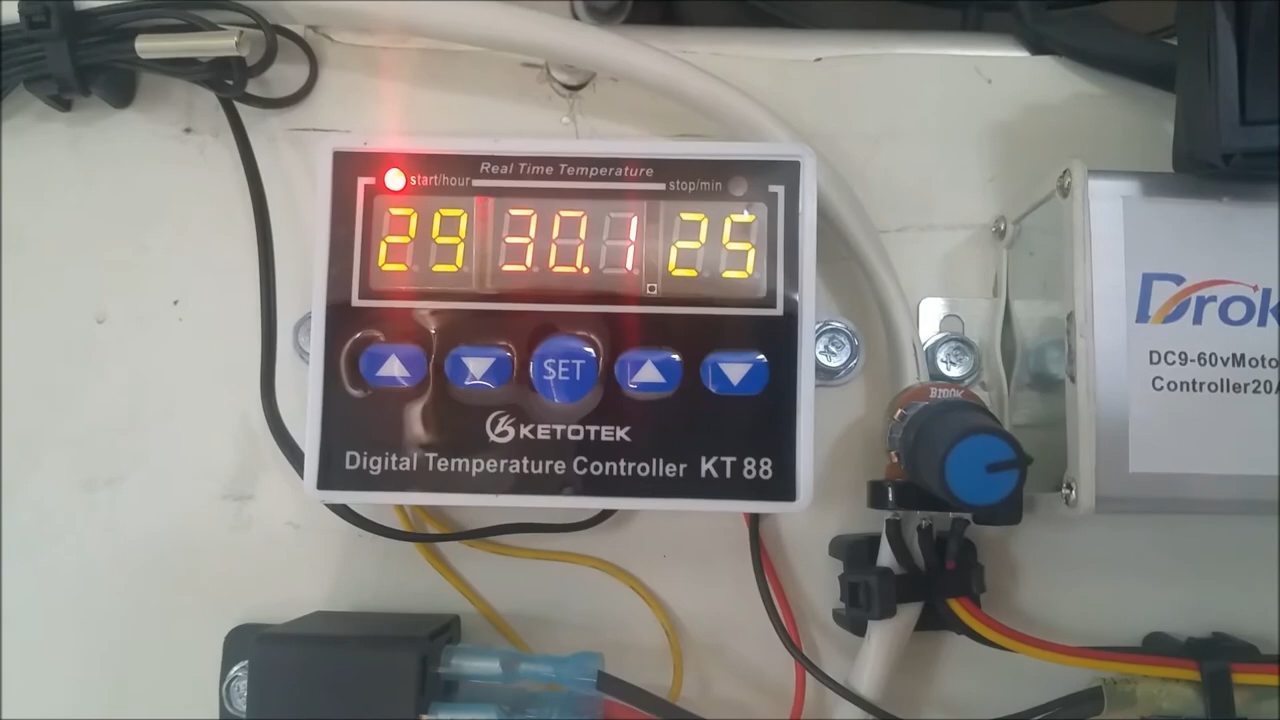 Real Time Temperature
start/hour
stop/min
29 30.1 25
SET
KETOTEK
Digital Temperature Controller KT 88
Drok
DC9-60vMoto
Controller20A
B100K